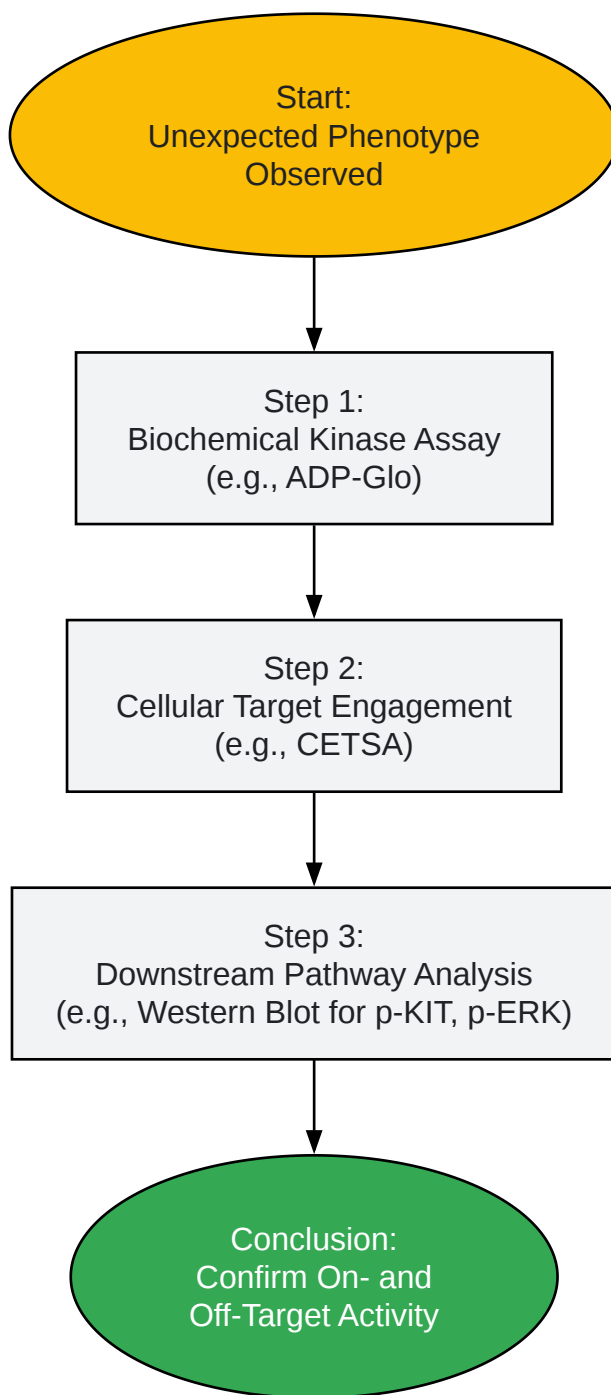 Start:
Unexpected Phenotype
Observed
Step 1:
Biochemical Kinase Assay
(e.g., ADP-Glo)
Step 2:
Cellular Target Engagement
(e.g., CETSA)
Step 3:
Downstream Pathway Analysis
(e.g., Western Blot for p-KIT, p-ERK)
Conclusion:
Confirm On- and
Off-Target Activity